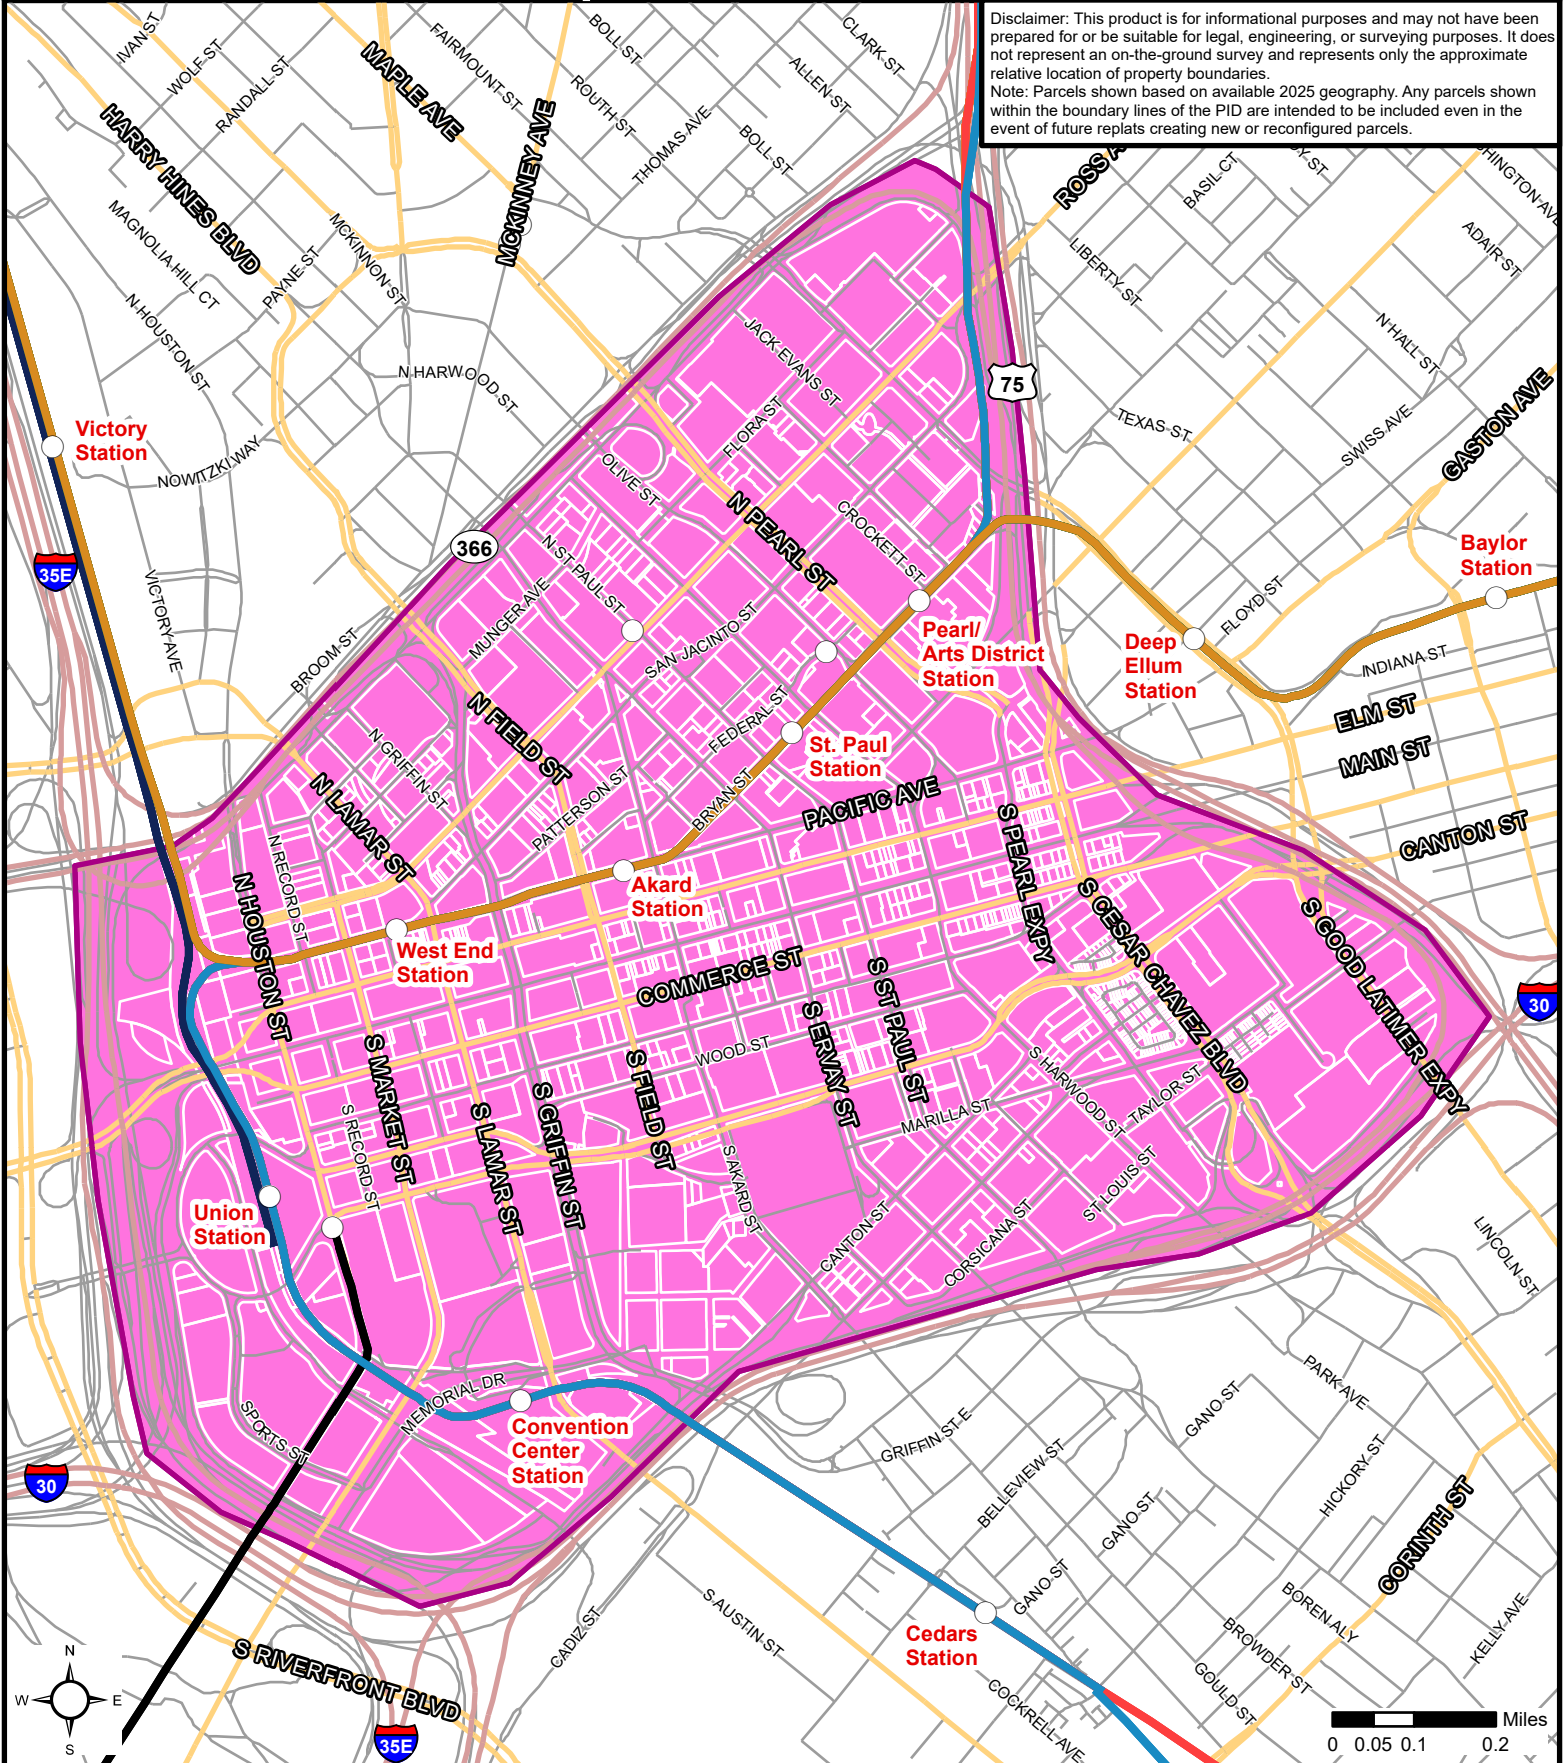 Disclaimer: This product is for informational purposes and may not have been
prepared for or be suitable for legal, engineering, or surveying purposes. It does
not represent an on-the-ground survey and represents only the approximate
relative location of property boundaries.
Note: Parcels shown based on available 2025 geography. Any parcels shown
within the boundary lines of the PID are intended to be included even in the
event of future replats creating new or reconfigured parcels.
IVAN ST
WOLF ST
RANDALL ST
MAPLE AVE
FAIRMOUNT ST
BOLL ST
ROUTH ST
THOMAS AVE
CLARK ST
ALLEN ST
BOLL ST
HARRY HINES BLVD
MCKINNEY AVE
MAGNOLIA HILL CT
N HOUSTON ST
PAYNE ST
MCKINNON ST
N HARWOOD ST
ROSS A
BASIL CT
LIBERTY ST
ADAIR ST
N HALL ST
TEXAS ST
SWISS AVE
GASTON AVE
75
JACK EVANS ST
FLORA ST
Victory
Station
NOWITZKI WAY
OLIVE ST
N PEARL ST
CROCKETT ST
366
35E
N ST PAUL ST
MUNGER AVE
SAN JACINTO ST
VICTORY AVE
BROOM ST
Baylor
Station
FLOYD ST
Pearl/
Arts District
Station
Deep
Ellum
Station
INDIANA ST
ELM ST
MAIN ST
CANTON ST
N FIELD ST
FEDERAL ST
St. Paul
Station
N GRIFFIN ST
N LAMAR ST
PATTERSON ST
BRYAN ST
PACIFIC AVE
S PEARL EXPY
N RECORD ST
N HOUSTON ST
Akard
Station
West End
Station
S CESAR CHAVEZ BLVD
S GOOD LATIMER EXPY
COMMERCE ST
S ST PAUL ST
S ERVAY ST
30
S MARKET ST
WOOD ST
S FIELD ST
S HARWOOD ST
TAYLOR ST
MARILLA ST
S RECORD ST
S LAMAR ST
S GRIFFIN ST
S AKARD ST
ST LOUIS ST
Union
Station
CANTON ST
CORSICANA ST
LINCOLN ST
MEMORIAL DR
SPORTS ST
Convention
Center
Station
PARK AVE
GANO ST
GRIFFIN ST E
BELLEVIEW ST
HICKORY ST
GANO ST
30
CORINTH ST
GANO ST
BOREN ALY
KELLY AVE
S AUSTIN ST
CADIZ ST
Cedars
Station
BROWDER ST
GOULD ST
COCKRELL AVE
S RIVERFRONT BLVD
35E
N
W
E
S
Miles
0 0.05 0.1 0.2